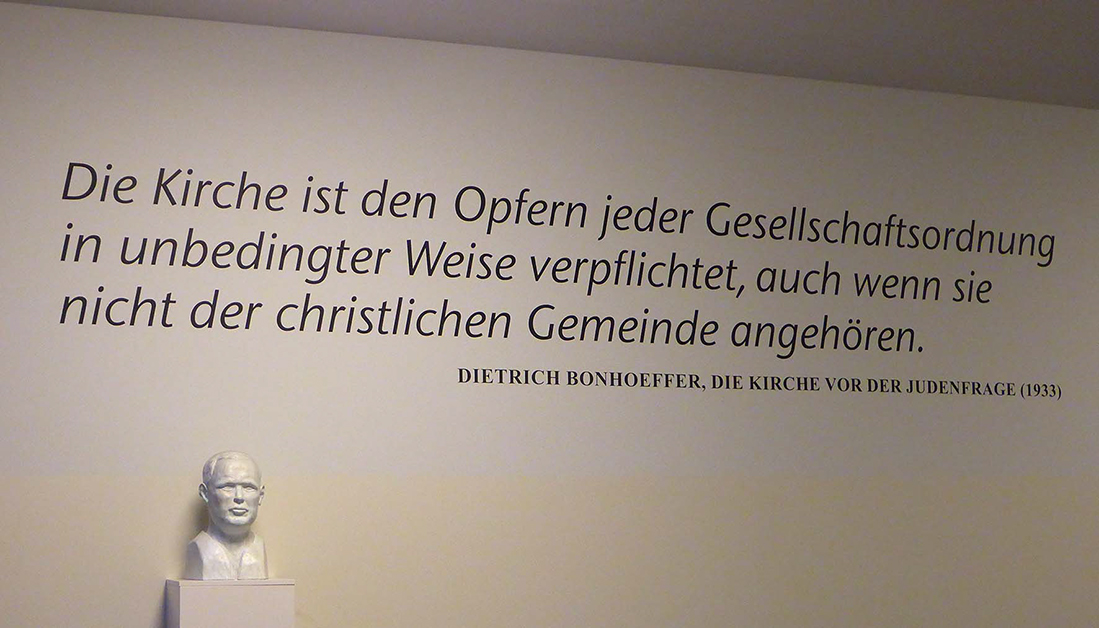 Die Kirche ist den Opfern jeder Gesellschaftsordnung
in unbedingter Weise verpflichtet, auch wenn sie
nicht der christlichen Gemeinde angehören.
DIETRICH BONHOEFFER, DIE KIRCHE VOR DER JUDENFRAGE (1933)